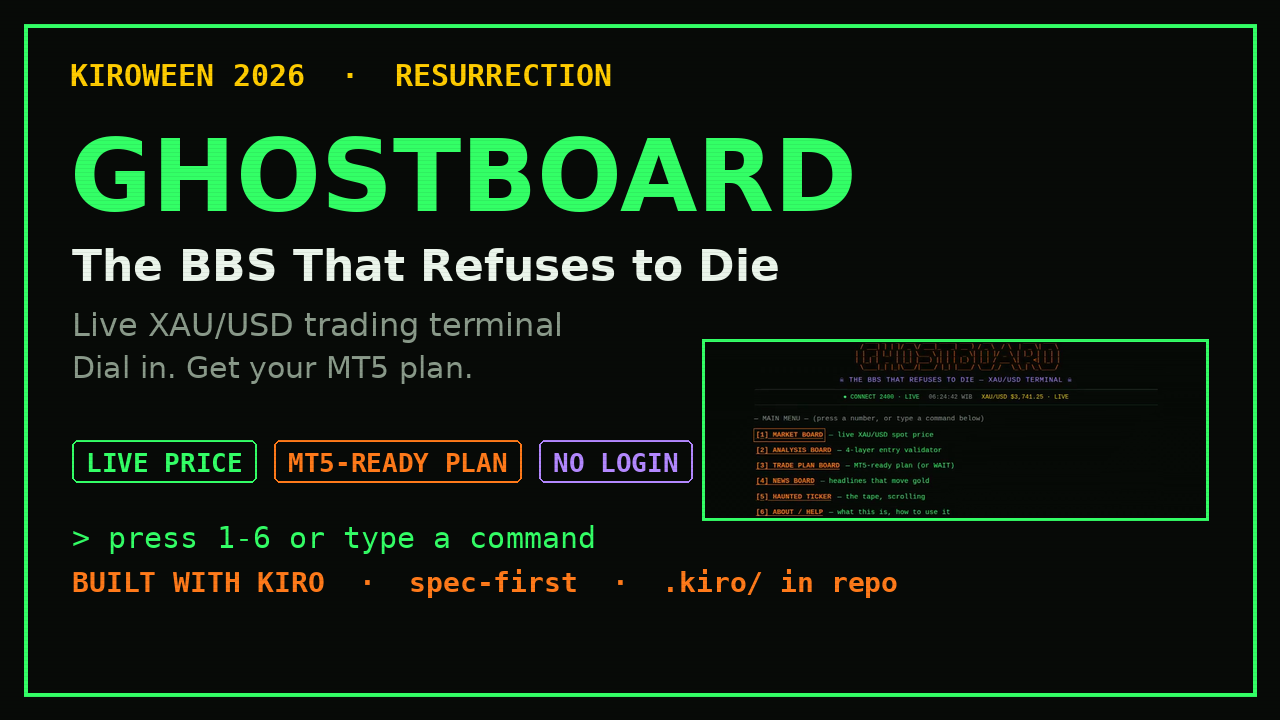 KIROWEEN 2026 · RESURRECTION
GHOSTBOARD
The BBS That Refuses to Die
Live XAU/USD trading terminal
Dial in. Get your MT5 plan.
LIVE PRICE MT5-READY PLAN NO LOGIN
> press 1-6 or type a command
BUILT WITH KIRO · spec-first · .kiro/ in repo
THE BBS THAT REFUSES TO DIE — XAU/USD TERMINAL
● CONNECT 2400 · LIVE 06:24:42 WIB XAU/USD $3,741.25 · LIVE
— MAIN MENU — (press a number, or type a command below)
[1] MARKET BOARD — live XAU/USD spot price
[2] ANALYSIS BOARD — 4-layer entry validator
[3] TRADE PLAN BOARD — MT5-ready plan (or WAIT)
[4] NEWS BOARD — headlines that move gold
[5] HAUNTED TICKER — the tape, scrolling
[6] ABOUT / HELP — what this is, how to use it